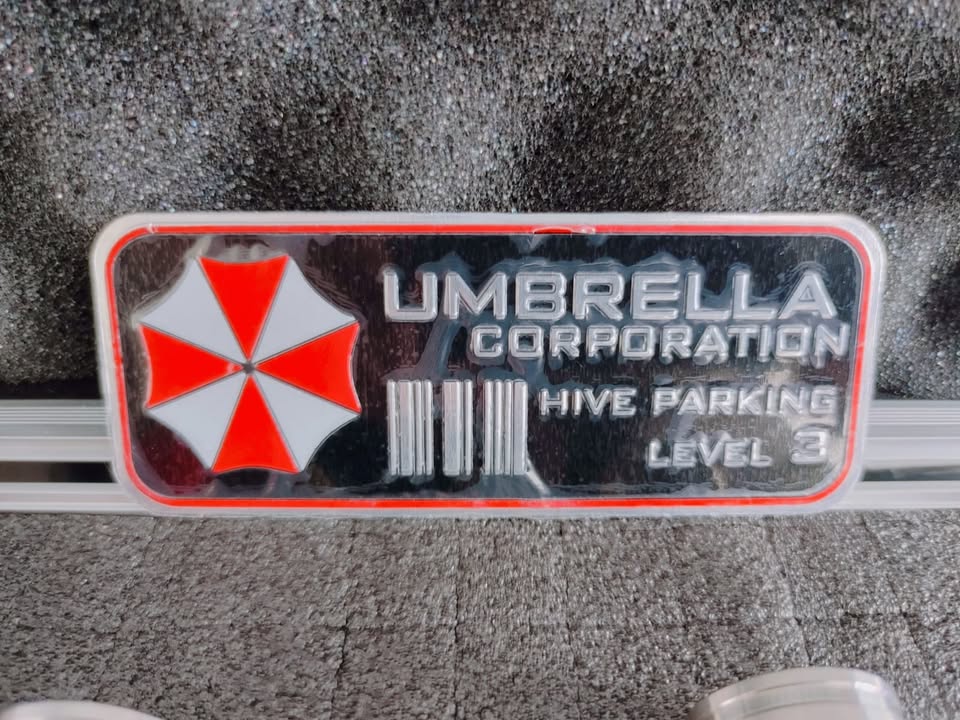 UMBRELLA
CORPORATION
HIVE PARKING
LEVEL 3